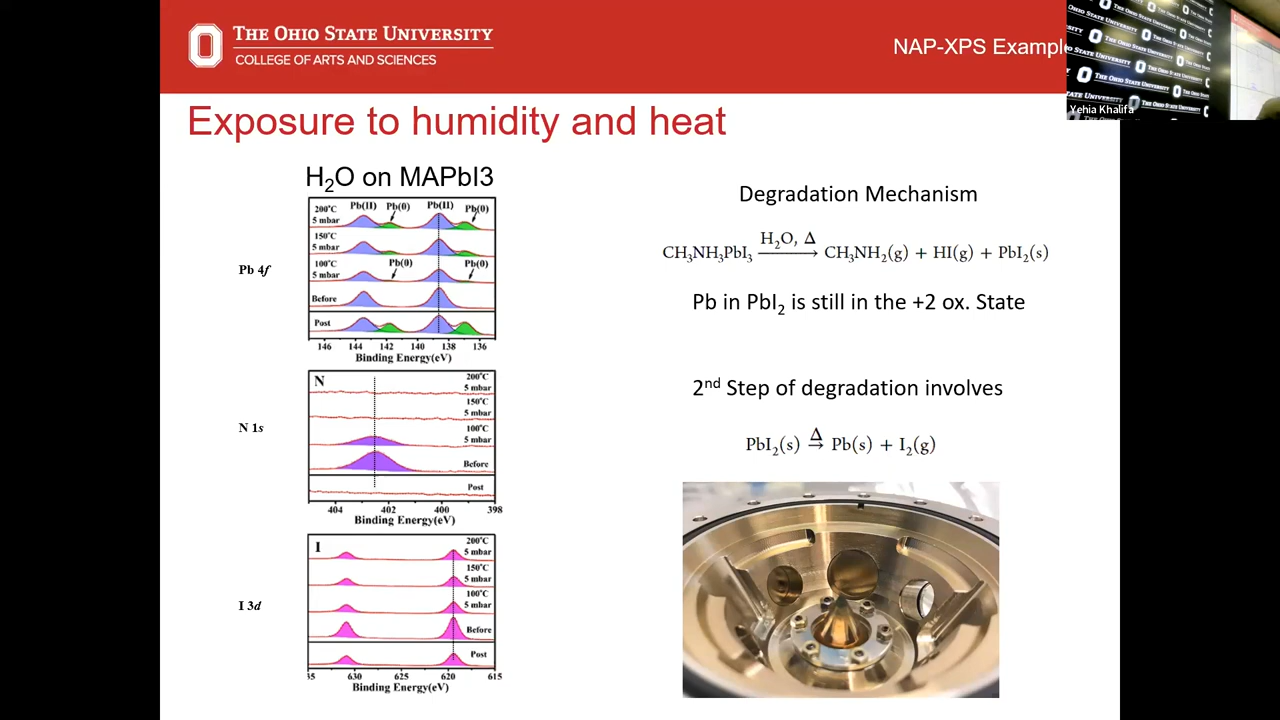 THE OHIO STATE UNIVERSITY
COLLEGE OF ARTS AND SCIENCES
NAP-XPS Exampl
THE OHIO STATE UNIVERSITY
Yehia Khalifa
Exposure to humidity and heat
H₂O on MAPbI3
Pb 4f
Pb(II) Pb(0) Pb(II) Pb(0)
200°C
5 mbar
150°C
5 mbar
100°C Pb(0) Pb(0)
5 mbar
Before
Post
146 144 142 140 138 136
Binding Energy(eV)
N 1s
N
200°C
5 mbar
150°C
5 mbar
100°C
5 mbar
Before
Post
404 402 400 398
Binding Energy(eV)
I 3d
I
200°C
5 mbar
150°C
5 mbar
100°C
5 mbar
Before
Post
35 630 625 620 615
Binding Energy(eV)
Degradation Mechanism
H₂O, Δ
CH₃NH₃PbI₃ → CH₃NH₂(g) + HI(g) + PbI₂(s)
Pb in PbI₂ is still in the +2 ox. State
2nd Step of degradation involves
Δ
PbI₂(s) → Pb(s) + I₂(g)